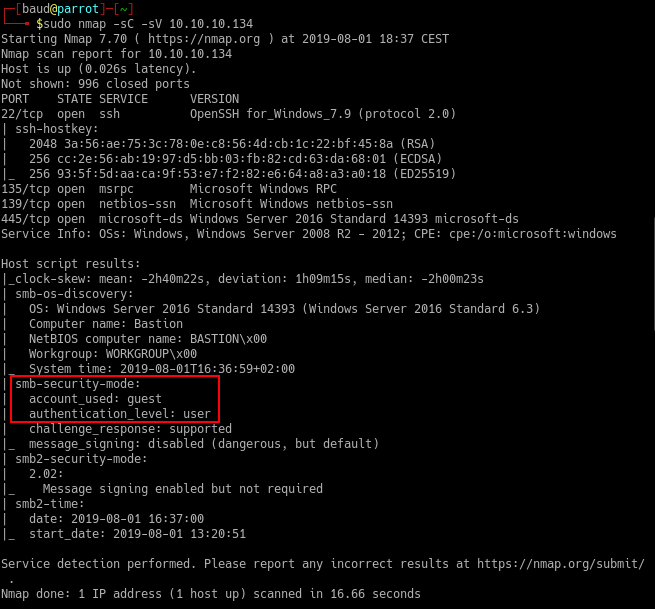 ┌─[baud@parrot]─[~]
└──╼ $sudo nmap -sC -sV 10.10.10.134
Starting Nmap 7.70 ( https://nmap.org ) at 2019-08-01 18:37 CEST
Nmap scan report for 10.10.10.134
Host is up (0.026s latency).
Not shown: 996 closed ports
PORT    STATE SERVICE      VERSION
22/tcp  open  ssh          OpenSSH for_Windows_7.9 (protocol 2.0)
| ssh-hostkey:
|   2048 3a:56:ae:75:3c:78:0e:c8:56:4d:cb:1c:22:bf:45:8a (RSA)
|   256 cc:2e:56:ab:19:97:d5:bb:03:fb:82:cd:63:da:68:01 (ECDSA)
|_  256 93:5f:5d:aa:ca:9f:53:e7:f2:82:e6:64:a8:a3:a0:18 (ED25519)
135/tcp open  msrpc        Microsoft Windows RPC
139/tcp open  netbios-ssn  Microsoft Windows netbios-ssn
445/tcp open  microsoft-ds Windows Server 2016 Standard 14393 microsoft-ds
Service Info: OSs: Windows, Windows Server 2008 R2 - 2012; CPE: cpe:/o:microsoft:windows

Host script results:
|_clock-skew: mean: -2h40m22s, deviation: 1h09m15s, median: -2h00m23s
| smb-os-discovery:
|   OS: Windows Server 2016 Standard 14393 (Windows Server 2016 Standard 6.3)
|   Computer name: Bastion
|   NetBIOS computer name: BASTION\x00
|   Workgroup: WORKGROUP\x00
|_  System time: 2019-08-01T16:36:59+02:00
| smb-security-mode:
|   account_used: guest
|   authentication_level: user
|   challenge_response: supported
|_  message_signing: disabled (dangerous, but default)
| smb2-security-mode:
|   2.02:
|_    Message signing enabled but not required
| smb2-time:
|   date: 2019-08-01 16:37:00
|_  start_date: 2019-08-01 13:20:51

Service detection performed. Please report any incorrect results at https://nmap.org/submit/
 .
Nmap done: 1 IP address (1 host up) scanned in 16.66 seconds